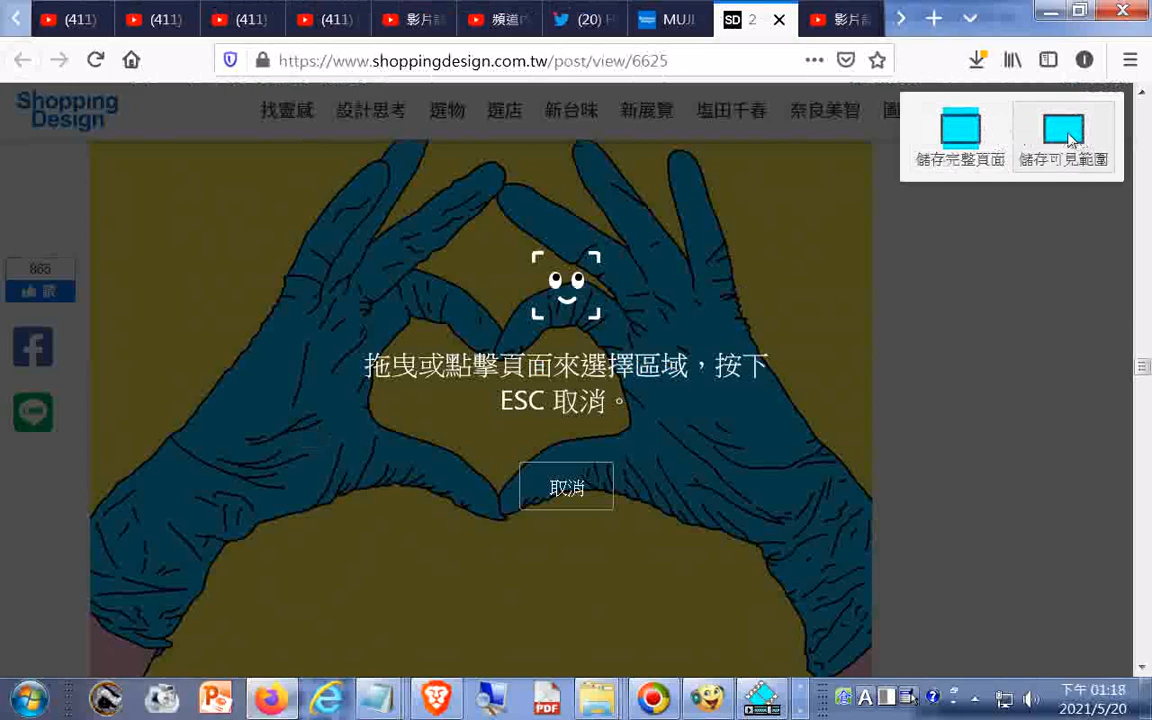 (411)
(411)
(411)
(411)
影片
頻道
(20)
MUJI
SD 2
影片
https://www.shoppingdesign.com.tw/post/view/6625
Shopping
Design
找靈感 設計思考 選物 選店 新台味 新展覽 塩田千春 奈良美智
儲存完整頁面
儲存可見範圍
865
讚
拖曳或點擊頁面來選擇區域，按下
ESC 取消。
取消
LINE
PDF
A
下午 01:18
2021/5/20